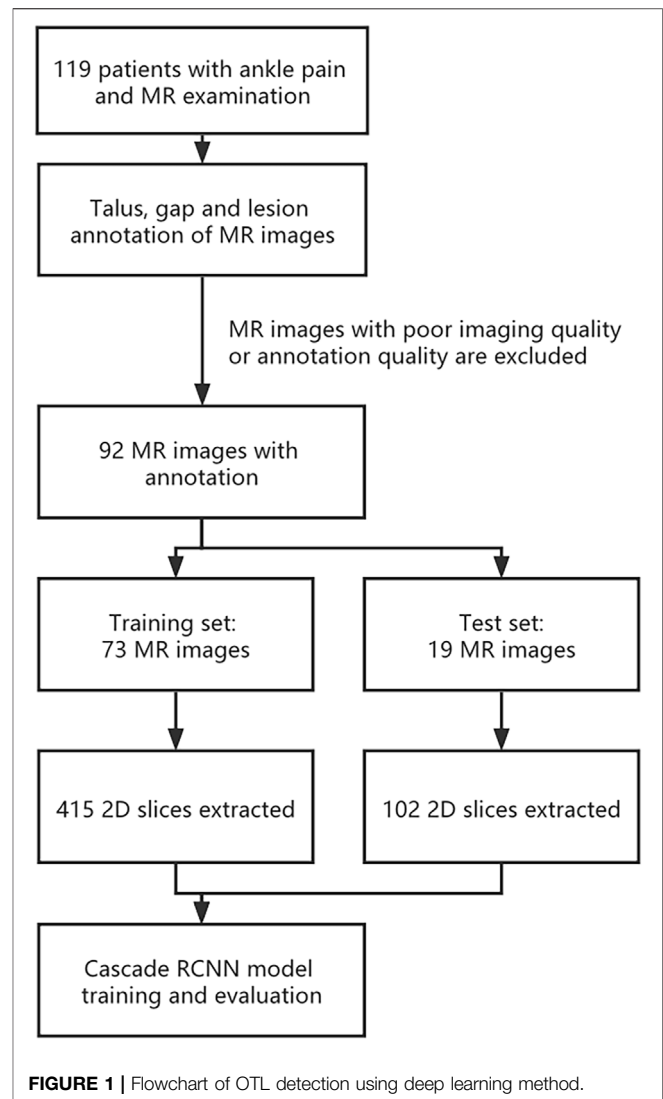 119 patients with ankle pain
and MR examination
Talus, gap and lesion
annotation of MR images
MR images with poor imaging quality
or annotation quality are excluded
92 MR images with
annotation
Training set:
73 MR images
Test set:
19 MR images
415 2D slices extracted
102 2D slices extracted
Cascade RCNN model
training and evaluation
FIGURE 1 | Flowchart of OTL detection using deep learning method.